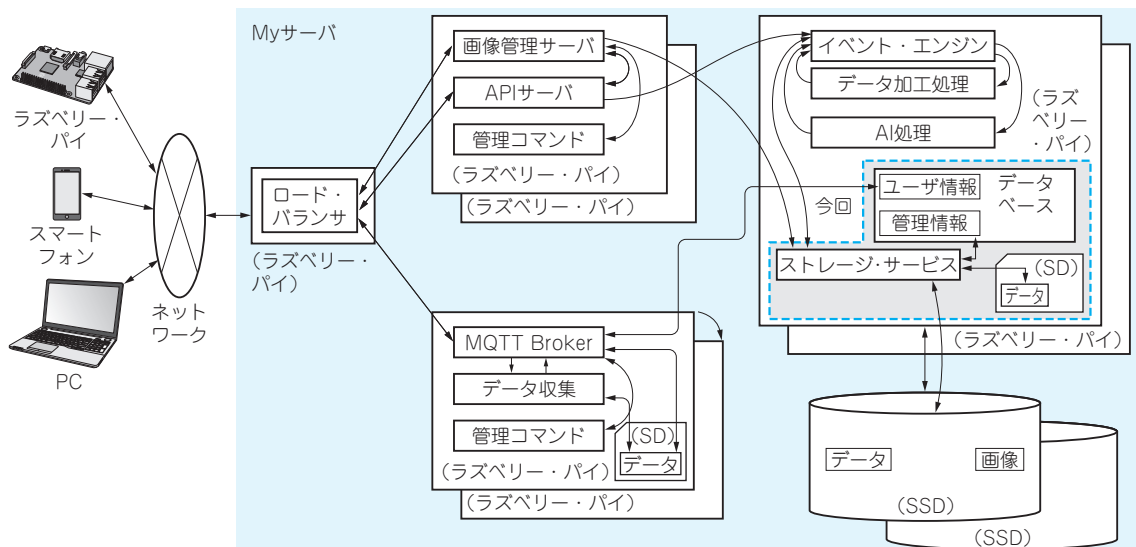 Myサーバ
ラズベリー・
パイ
スマート
フォン
PC
ネット
ワーク
ロード・
バランサ
(ラズベリー・
パイ)
画像管理サーバ
APIサーバ
管理コマンド
(ラズベリー・パイ)
(ラズベリー・パイ)
MQTT Broker
データ収集
管理コマンド
(SD)
データ
(ラズベリー・パイ)
(ラズベリー・パイ)
イベント・エンジン
データ加工処理
AI処理
(ラズ
ベリー
・パイ)
今回
ユーザ情報
管理情報
データ
ベース
ストレージ・サービス
(SD)
データ
(ラズベリー・パイ)
データ
画像
(SSD)
(SSD)